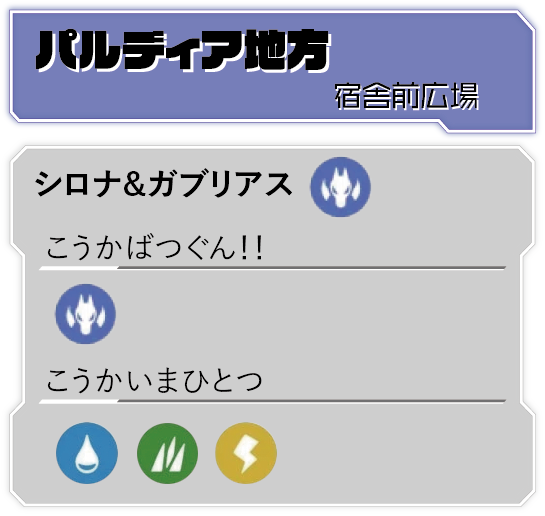 パルディア地方
宿舎前広場
シロナ&ガブリアス
こうかばつぐん!!
こうかいまひとつ